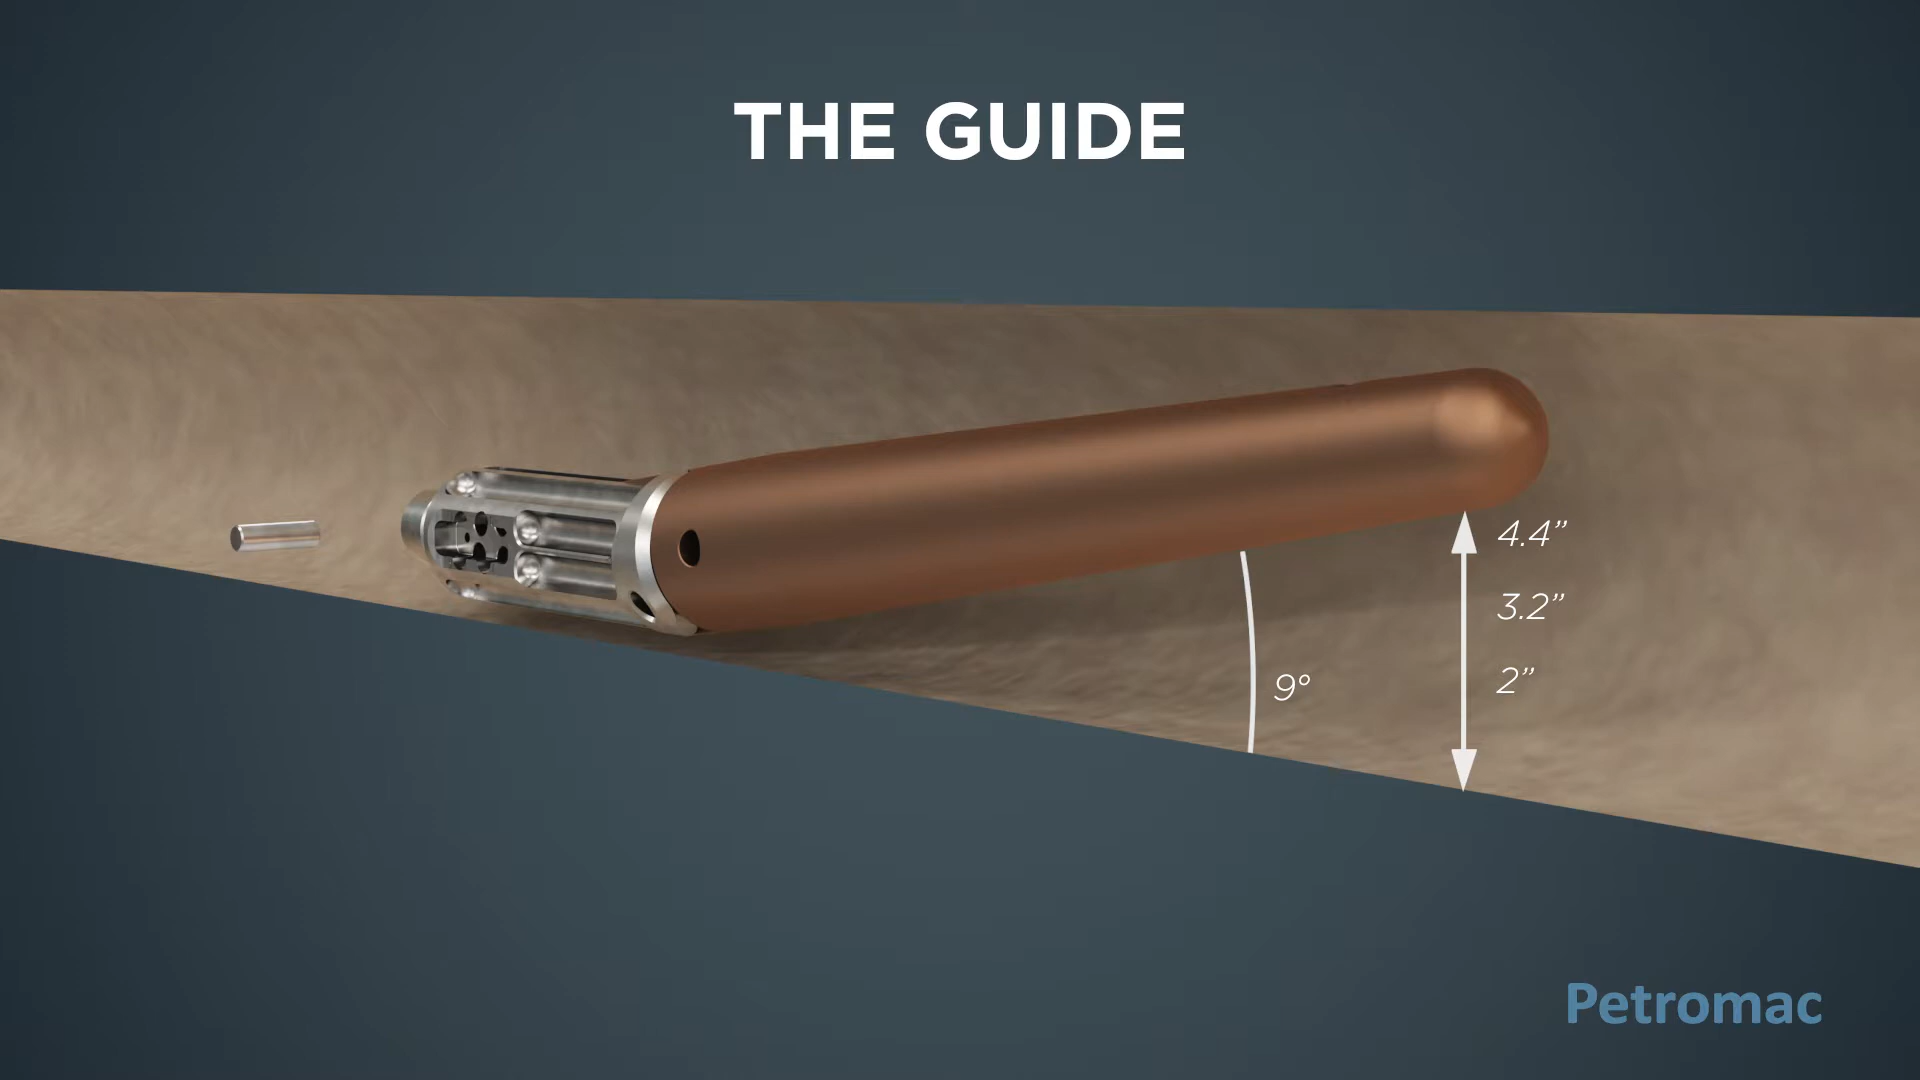 THE GUIDE
4.4”
3.2”
9°
2”
Petromac